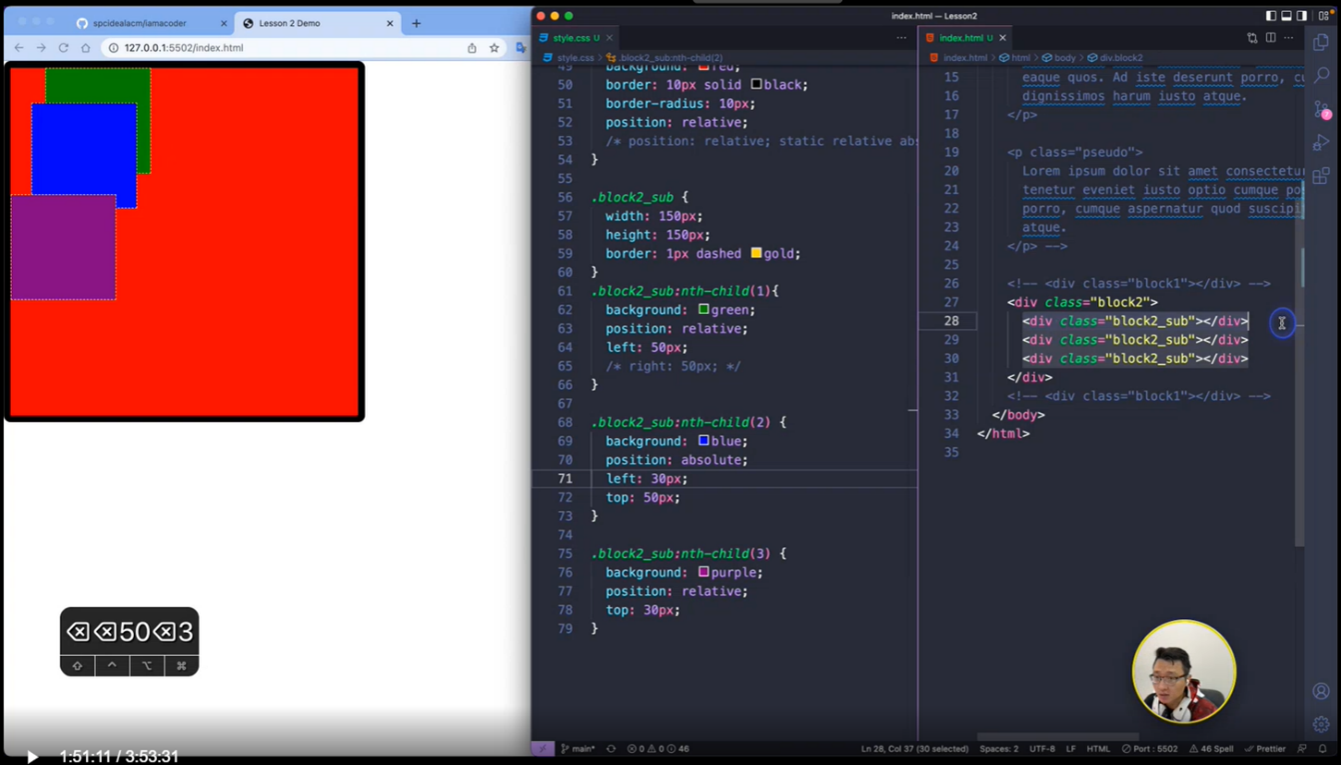 spcidealacm/iamacoder
Lesson 2 Demo
127.0.0.1:5502/index.html
index.html — Lesson2
style.css U
index.html U
style.css > .block2_sub:nth-child(2)
index.html > html > body > div.block2
49 background: red;
50 border: 10px solid black;
51 border-radius: 10px;
52 position: relative;
53 /* position: relative; static relative abs
54 }
55
56 .block2_sub {
57 width: 150px;
58 height: 150px;
59 border: 1px dashed gold;
60 }
61 .block2_sub:nth-child(1){
62 background: green;
63 position: relative;
64 left: 50px;
65 /* right: 50px; */
66 }
67
68 .block2_sub:nth-child(2) {
69 background: blue;
70 position: absolute;
71 left: 30px;
72 top: 50px;
73 }
74
75 .block2_sub:nth-child(3) {
76 background: purple;
77 position: relative;
78 top: 30px;
79 }
15 eaque quos. Ad iste deserunt porro, cu
16 dignissimos harum iusto atque.
17 </p>
18
19 <p class="pseudo">
20 Lorem ipsum dolor sit amet consectetur
21 tenetur eveniet iusto optio cumque pos
22 porro, cumque aspernatur quod suscipi
23 atque.
24 </p> -->
25
26 <!-- <div class="block1"></div> -->
27 <div class="block2">
28 <div class="block2_sub"></div>
29 <div class="block2_sub"></div>
30 <div class="block2_sub"></div>
31 </div>
32 <!-- <div class="block1"></div> -->
33 </body>
34 </html>
35
⌫⌫50⌫3
⇧ ^ ⌥ ⌘
1:51:11 / 3:53:31
main* 0 0 46
Ln 28, Col 37 (30 selected) Spaces: 2 UTF-8 LF HTML Port : 5502 46 Spell Prettier